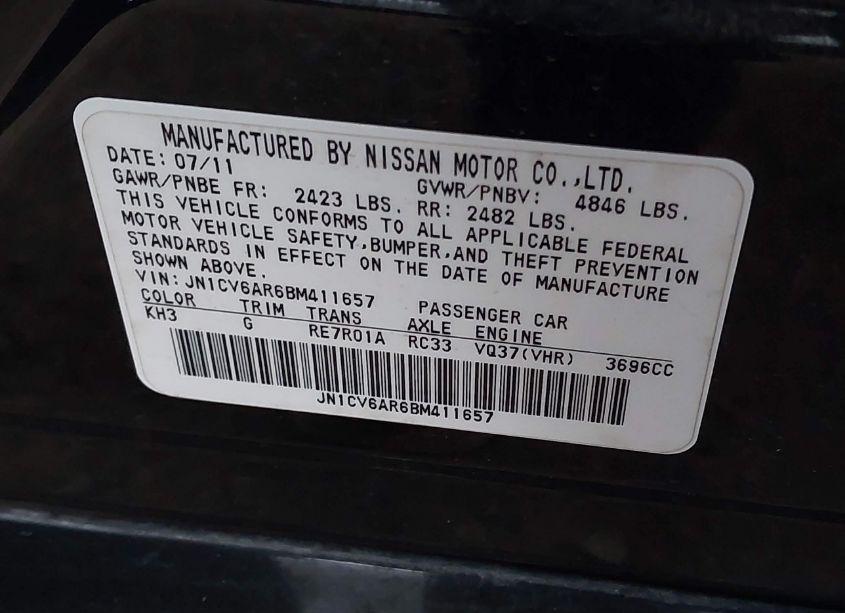 MANUFACTURED BY NISSAN MOTOR CO.,LTD.
DATE: 07/11 GVWR/PNBV: 4846 LBS.
GAWR/PNBE FR: 2423 LBS. RR: 2482 LBS.
THIS VEHICLE CONFORMS TO ALL APPLICABLE FEDERAL
MOTOR VEHICLE SAFETY,BUMPER,AND THEFT PREVENTION
STANDARDS IN EFFECT ON THE DATE OF MANUFACTURE
SHOWN ABOVE.
VIN:JN1CV6AR6BM411657 PASSENGER CAR
COLOR TRIM TRANS AXLE ENGINE
KH3 G RE7R01A RC33 VQ37(VHR) 3696CC
JN1CV6AR6BM411657